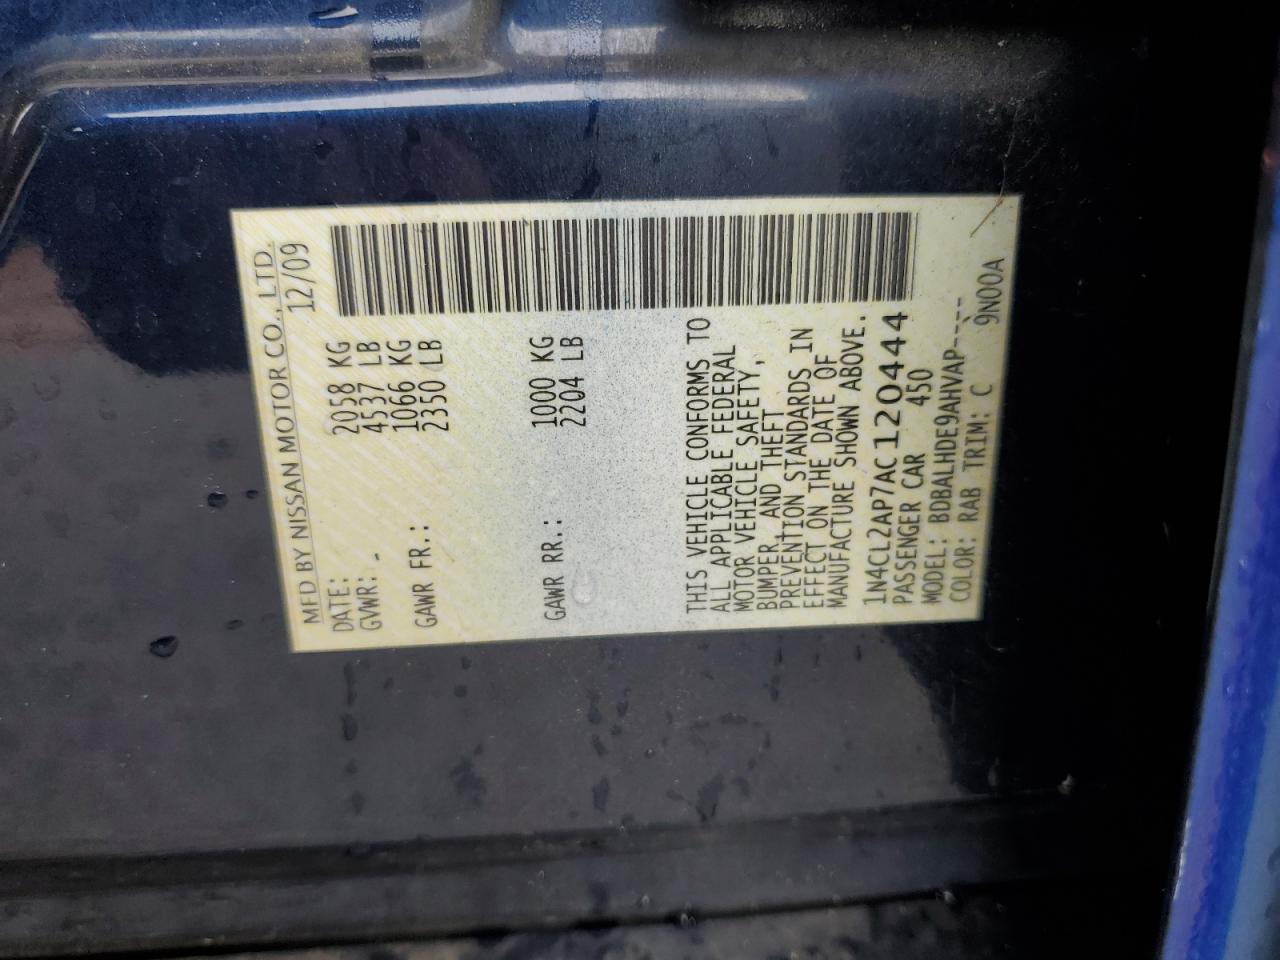 MFD BY NISSAN MOTOR CO., LTD.
DATE: 12/09
GVWR: 2058 KG
4537 LB
1066 KG
GAWR FR.: 2350 LB
1000 KG
GAWR RR.: 2204 LB
THIS VEHICLE CONFORMS TO
ALL APPLICABLE FEDERAL
MOTOR VEHICLE SAFETY,
BUMPER, AND THEFT
PREVENTION STANDARDS IN
EFFECT ON THE DATE OF
MANUFACTURE SHOWN ABOVE.
1N4CL2AP7AC120444
PASSENGER CAR 450
MODEL: BDBALHDE9AHVAP----
COLOR: RAB TRIM: C 9N00A